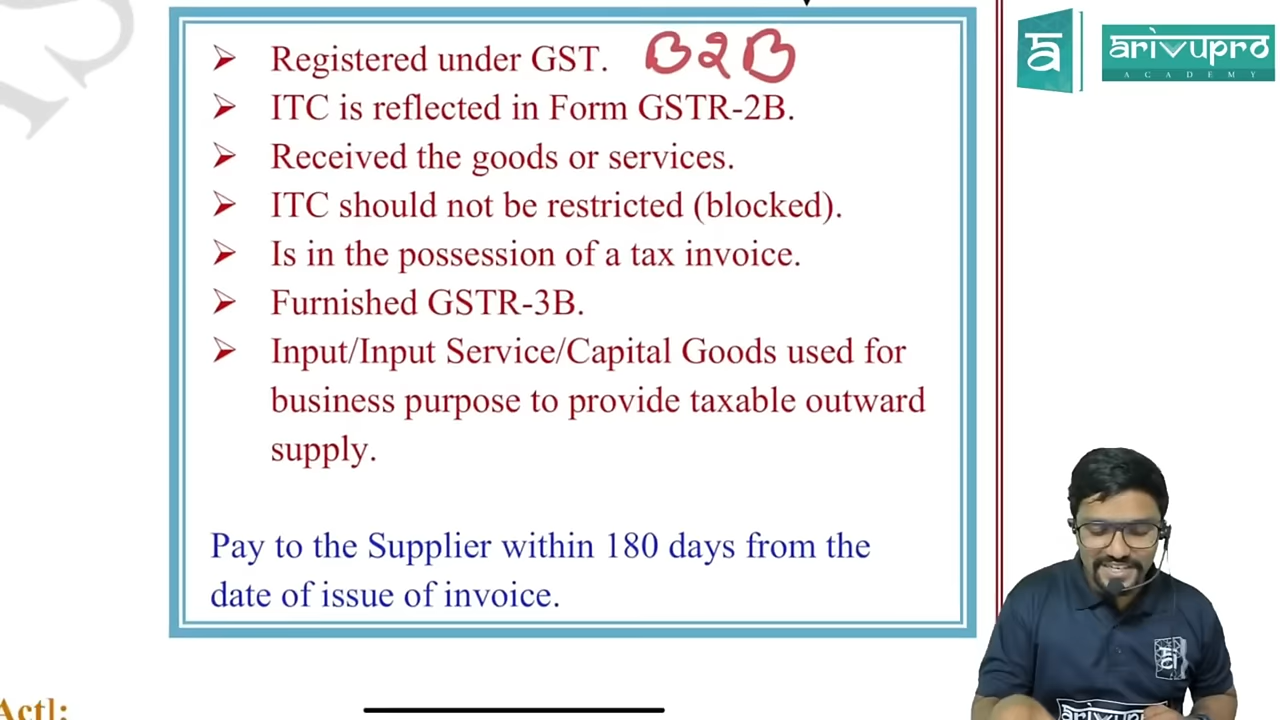 ➤ Registered under GST. B2B
➤ ITC is reflected in Form GSTR-2B.
➤ Received the goods or services.
➤ ITC should not be restricted (blocked).
➤ Is in the possession of a tax invoice.
➤ Furnished GSTR-3B.
➤ Input/Input Service/Capital Goods used for
business purpose to provide taxable outward
supply.
Pay to the Supplier within 180 days from the
date of issue of invoice.
Act]:
arivupro
ACADEMY
arivupro